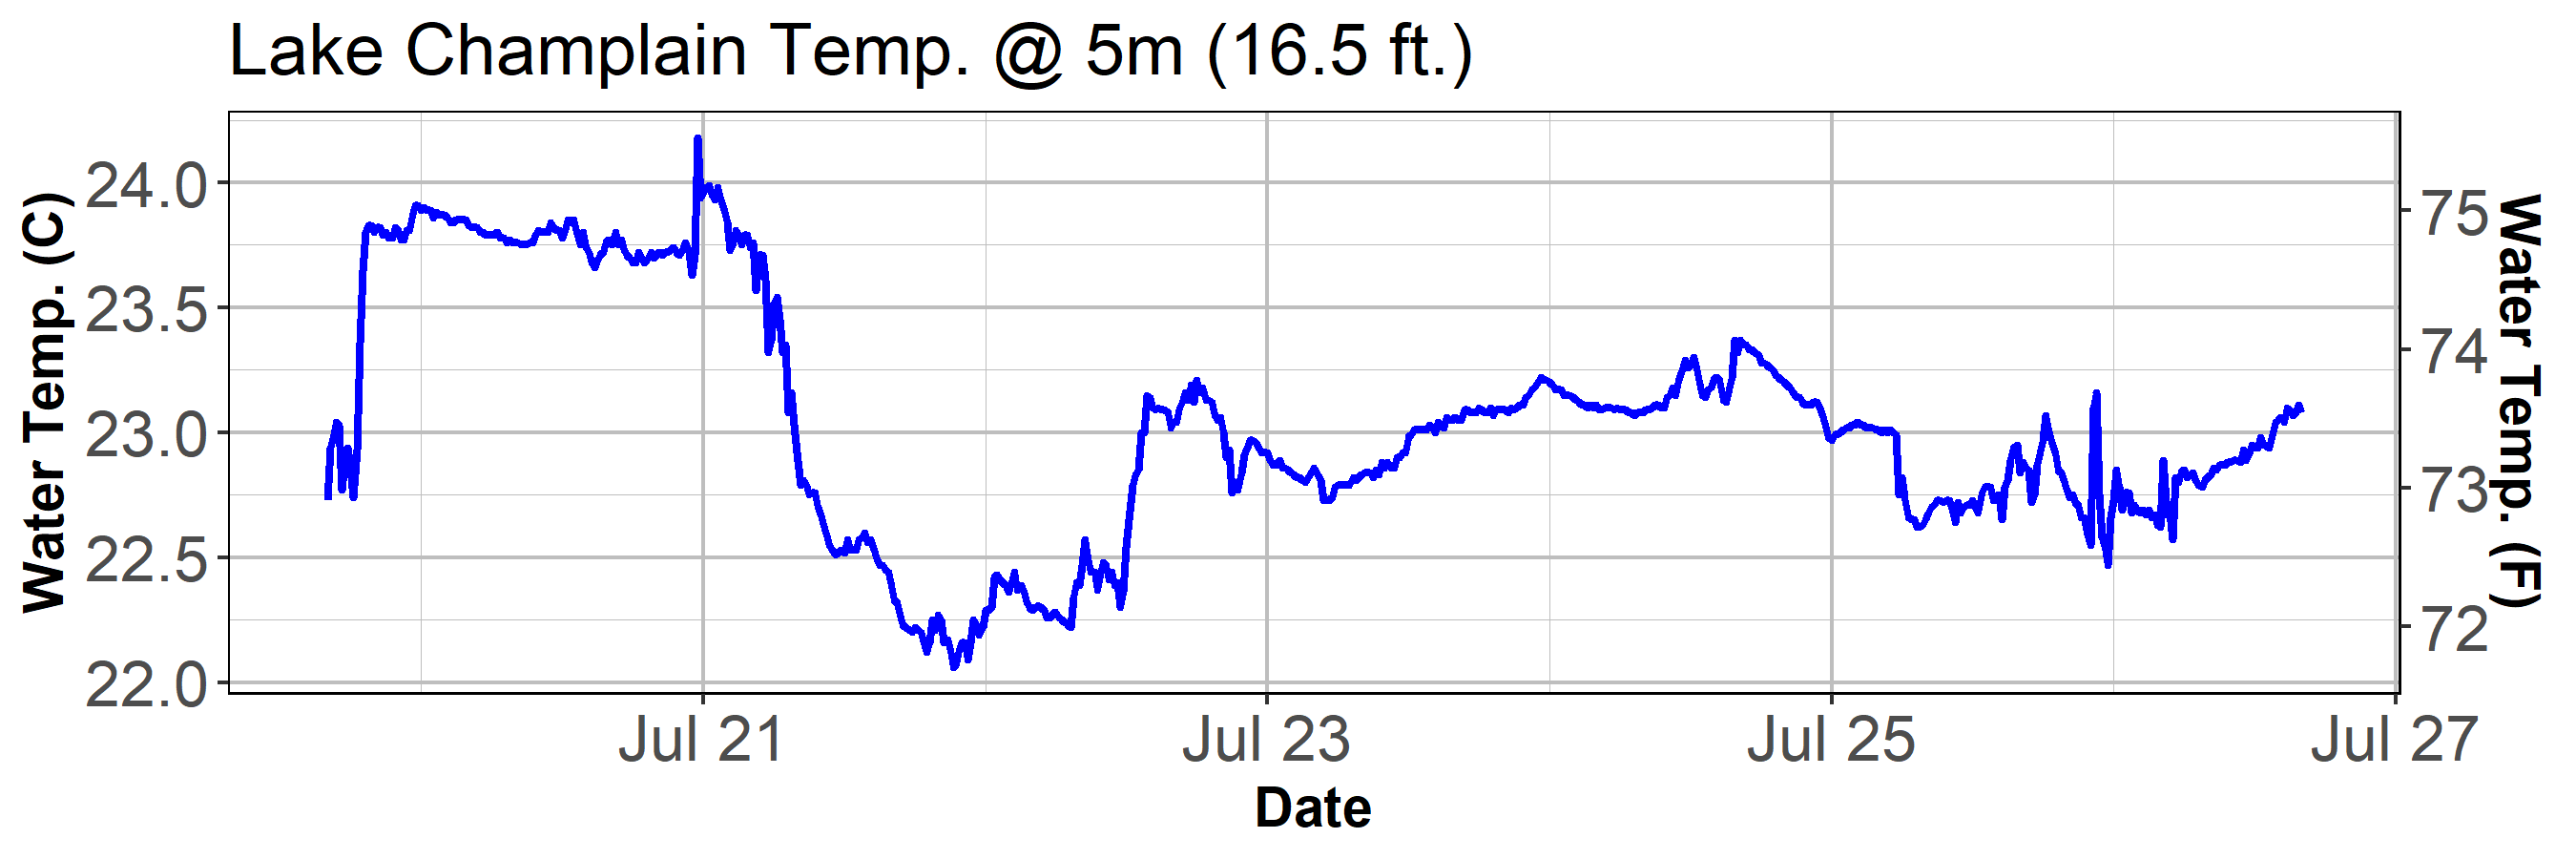 Lake Champlain Temp. @ 5m (16.5 ft.)
Water Temp. (C)
24.0
23.5
23.0
22.5
22.0
75
74
73
72
Water Temp. (F)
Jul 21 Jul 23 Jul 25 Jul 27
Date